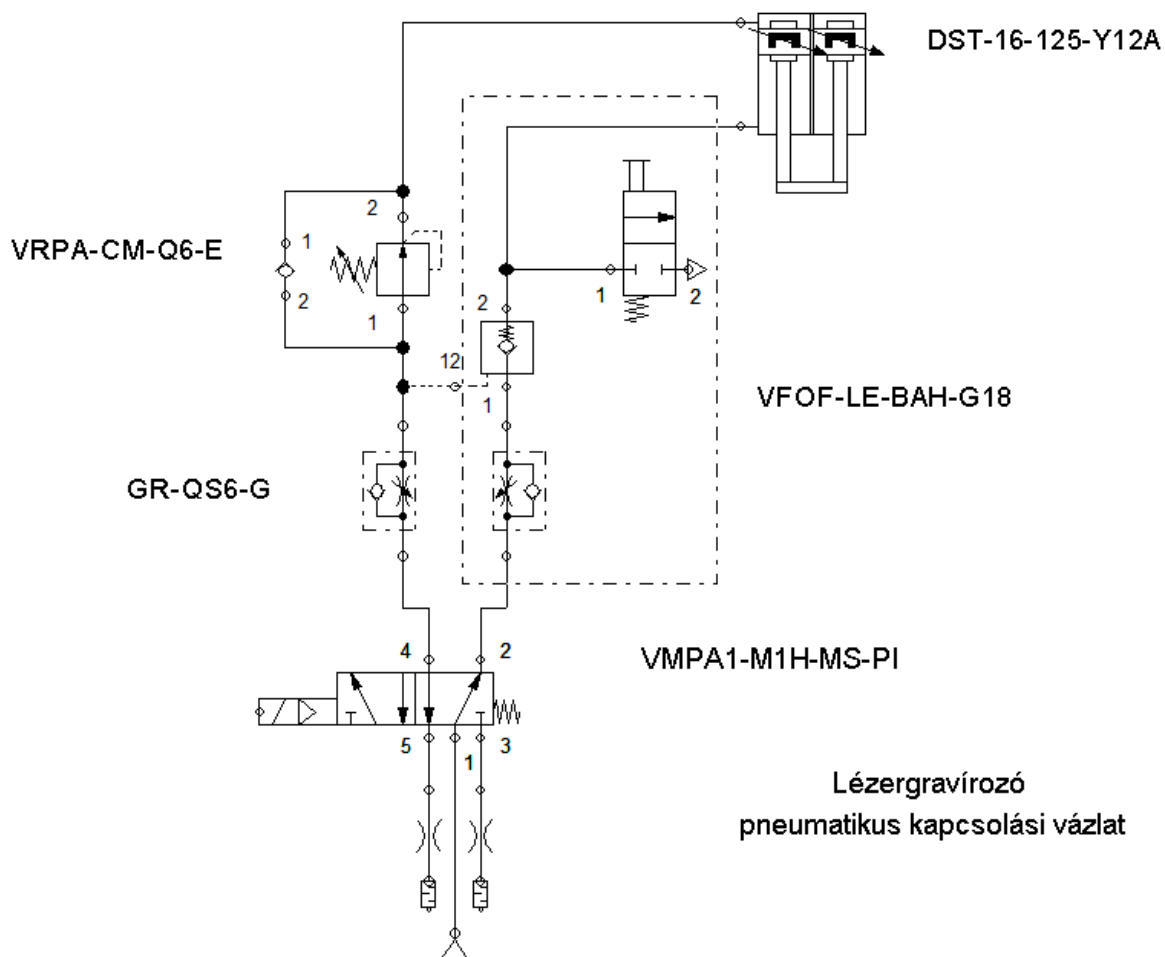 DST-16-125-Y12A
2
VRPA-CM-Q6-E
1
2
1
1
2
2
12
1
VFOF-LE-BAH-G18
GR-QS6-G
4
2
VMPA1-M1H-MS-PI
5
1
3
Lézergravírozó
pneumatikus kapcsolási vázlat